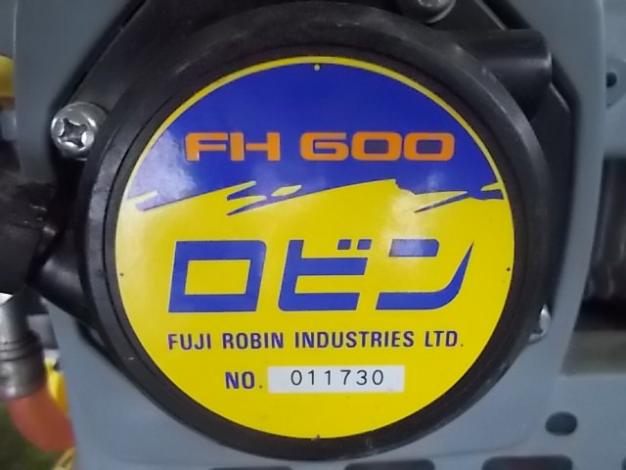 FH 600
ロビン
FUJI ROBIN INDUSTRIES LTD.
NO. 011730